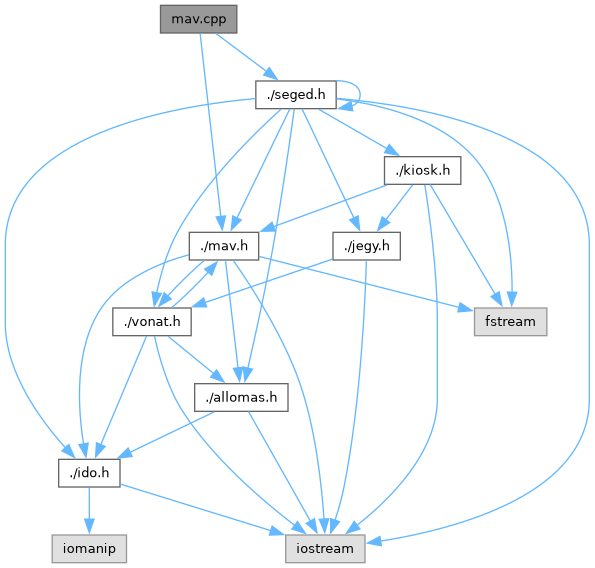 mav.cpp
./seged.h
./kiosk.h
./mav.h
./jegy.h
./vonat.h
fstream
./allomas.h
./ido.h
iomanip
iostream